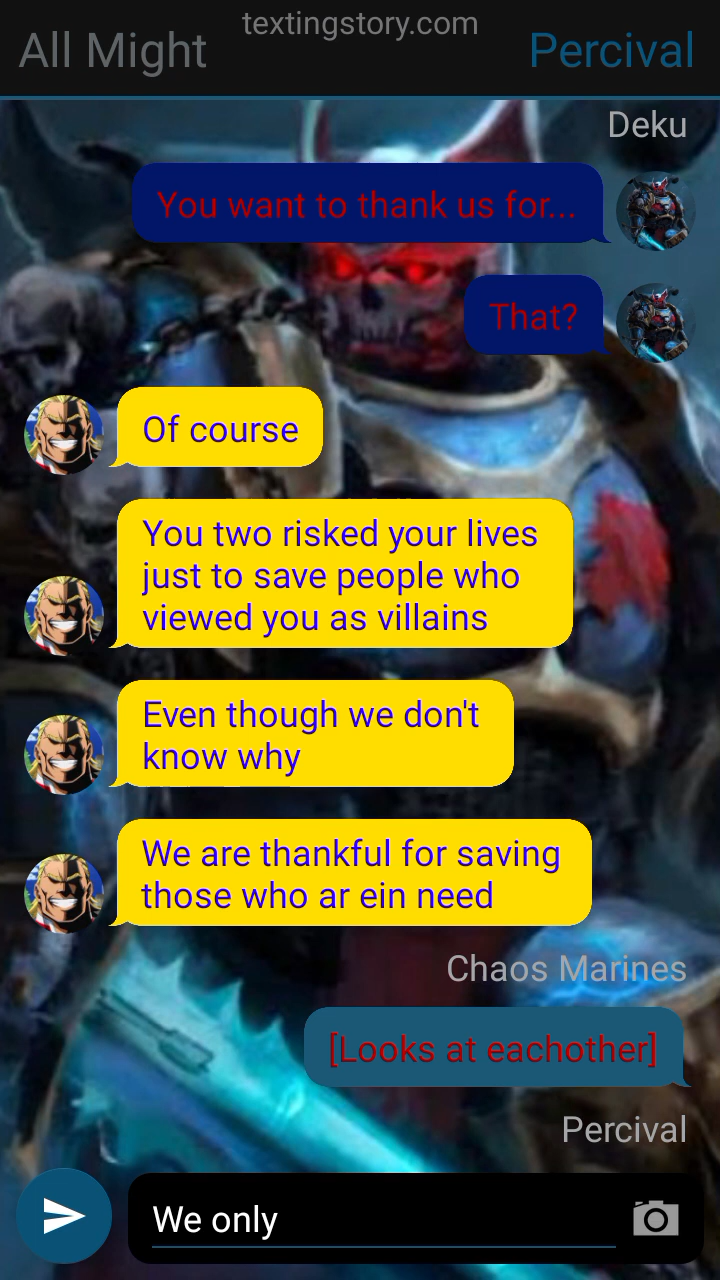 textingstory.com
All Might
Percival
Deku
You want to thank us for...
That?
Of course
You two risked your lives
just to save people who
viewed you as villains
Even though we don't
know why
We are thankful for saving
those who ar ein need
Chaos Marines
[Looks at eachother]
Percival
We only